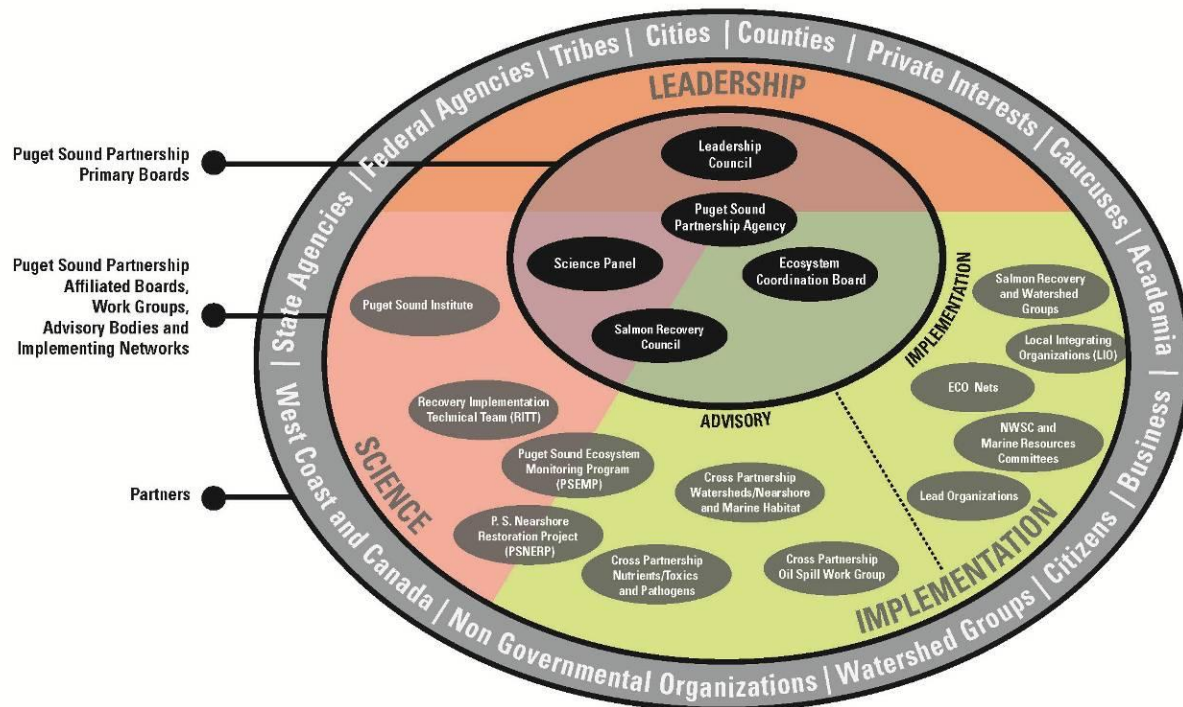 State Agencies | Federal Agencies | Tribes | Cities | Counties | Private Interests | Caucuses | Academia |
LEADERSHIP
Puget Sound Partnership
Primary Boards
Leadership
Council
Puget Sound
Partnership Agency
Science Panel
Ecosystem
Coordination Board
Salmon Recovery
Council
Puget Sound Partnership
Affiliated Boards,
Work Groups,
Advisory Bodies and
Implementing Networks
Puget Sound Institute
IMPLEMENTATION
Salmon Recovery
and Watershed
Groups
Local Integrating
Organizations (LIO)
ECO Nets
NWSC and
Marine Resources
Committees
Lead Organizations
ADVISORY
Recovery Implementation
Technical Team (RITT)
Puget Sound Ecosystem
Monitoring Program
(PSEMP)
P. S. Nearshore
Restoration Project
(PSNERP)
Cross Partnership
Watersheds/Nearshore
and Marine Habitat
Cross Partnership
Nutrients/Toxics
and Pathogens
Cross Partnership
Oil Spill Work Group
SCIENCE
IMPLEMENTATION
Partners
West Coast and Canada | Non Governmental Organizations | Watershed Groups | Citizens | Business |